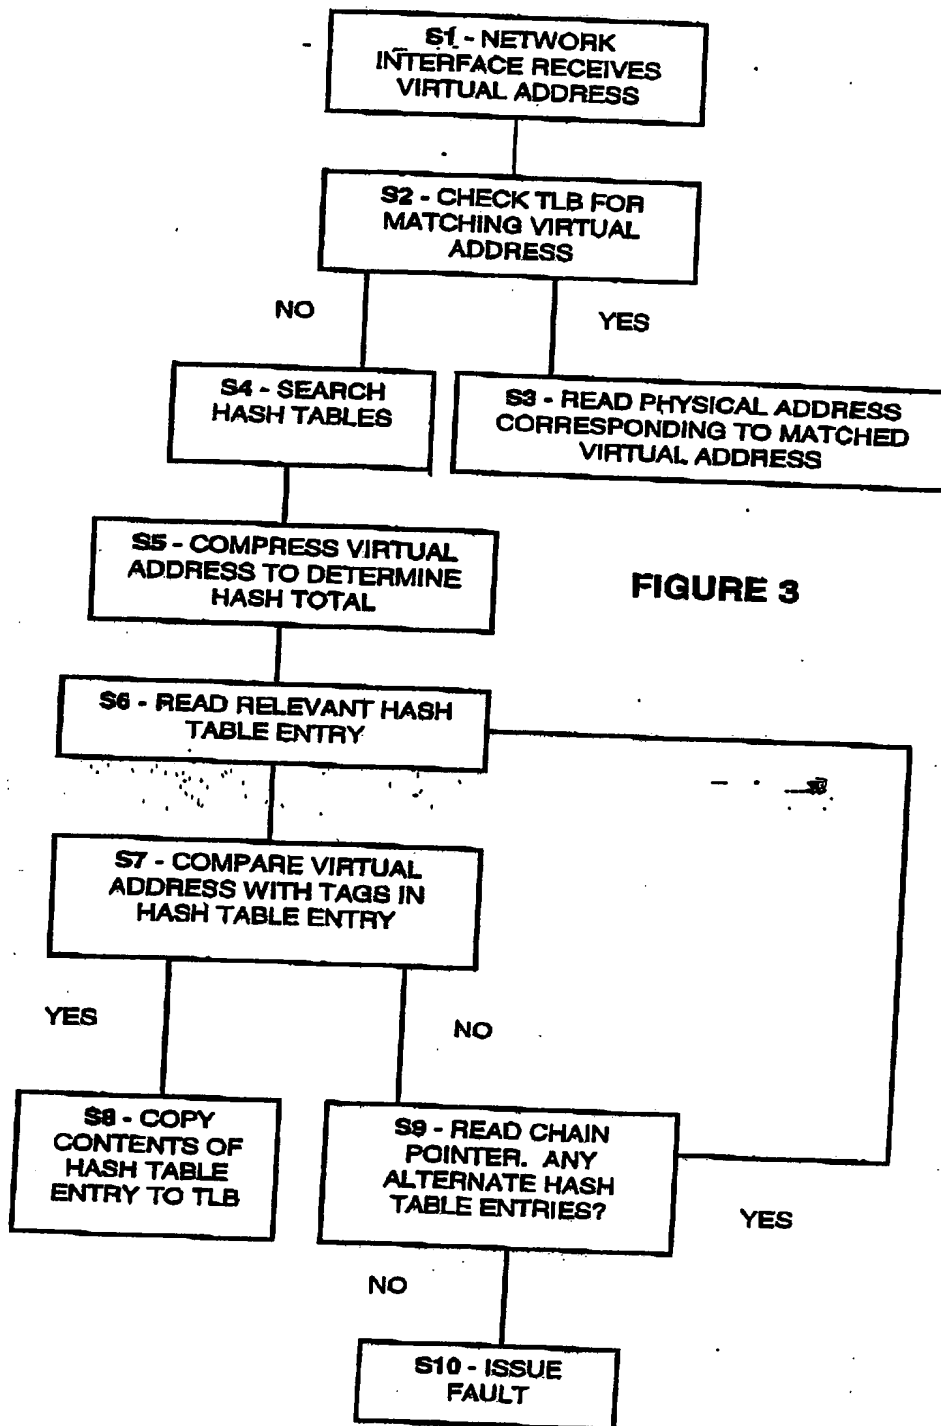 S1 - NETWORK
INTERFACE RECEIVES
VIRTUAL ADDRESS
S2 - CHECK TLB FOR
MATCHING VIRTUAL
ADDRESS
NO
YES
S4 - SEARCH
HASH TABLES
S3 - READ PHYSICAL ADDRESS
CORRESPONDING TO MATCHED
VIRTUAL ADDRESS
S5 - COMPRESS VIRTUAL
ADDRESS TO DETERMINE
HASH TOTAL
FIGURE 3
S6 - READ RELEVANT HASH
TABLE ENTRY
S7 - COMPARE VIRTUAL
ADDRESS WITH TAGS IN
HASH TABLE ENTRY
YES
NO
S8 - COPY
CONTENTS OF
HASH TABLE
ENTRY TO TLB
S9 - READ CHAIN
POINTER. ANY
ALTERNATE HASH
TABLE ENTRIES?
YES
NO
S10 - ISSUE
FAULT